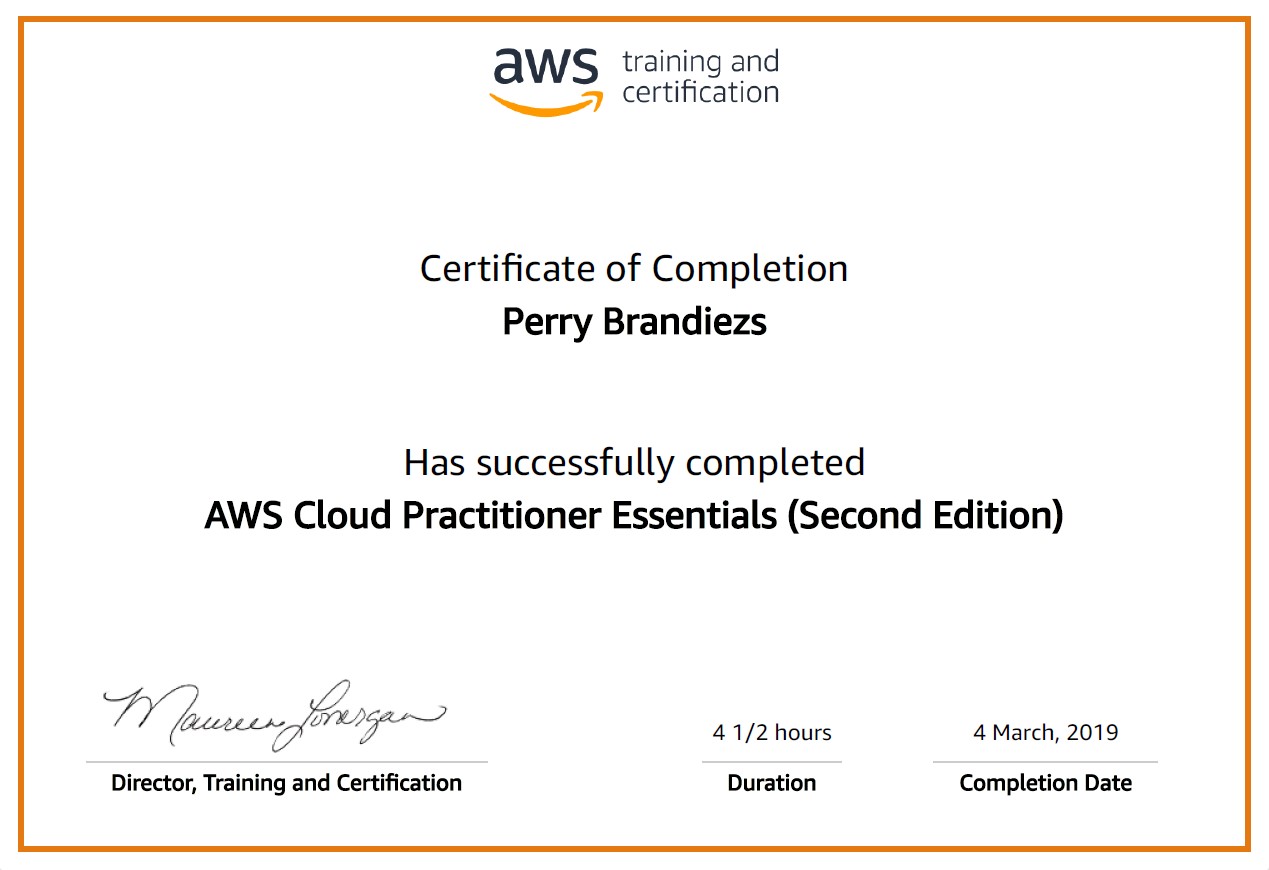 aws training and
certification
Certificate of Completion
Perry Brandiezs
Has successfully completed
AWS Cloud Practitioner Essentials (Second Edition)
Maureen Lonergan
Director, Training and Certification
4 1/2 hours
Duration
4 March, 2019
Completion Date